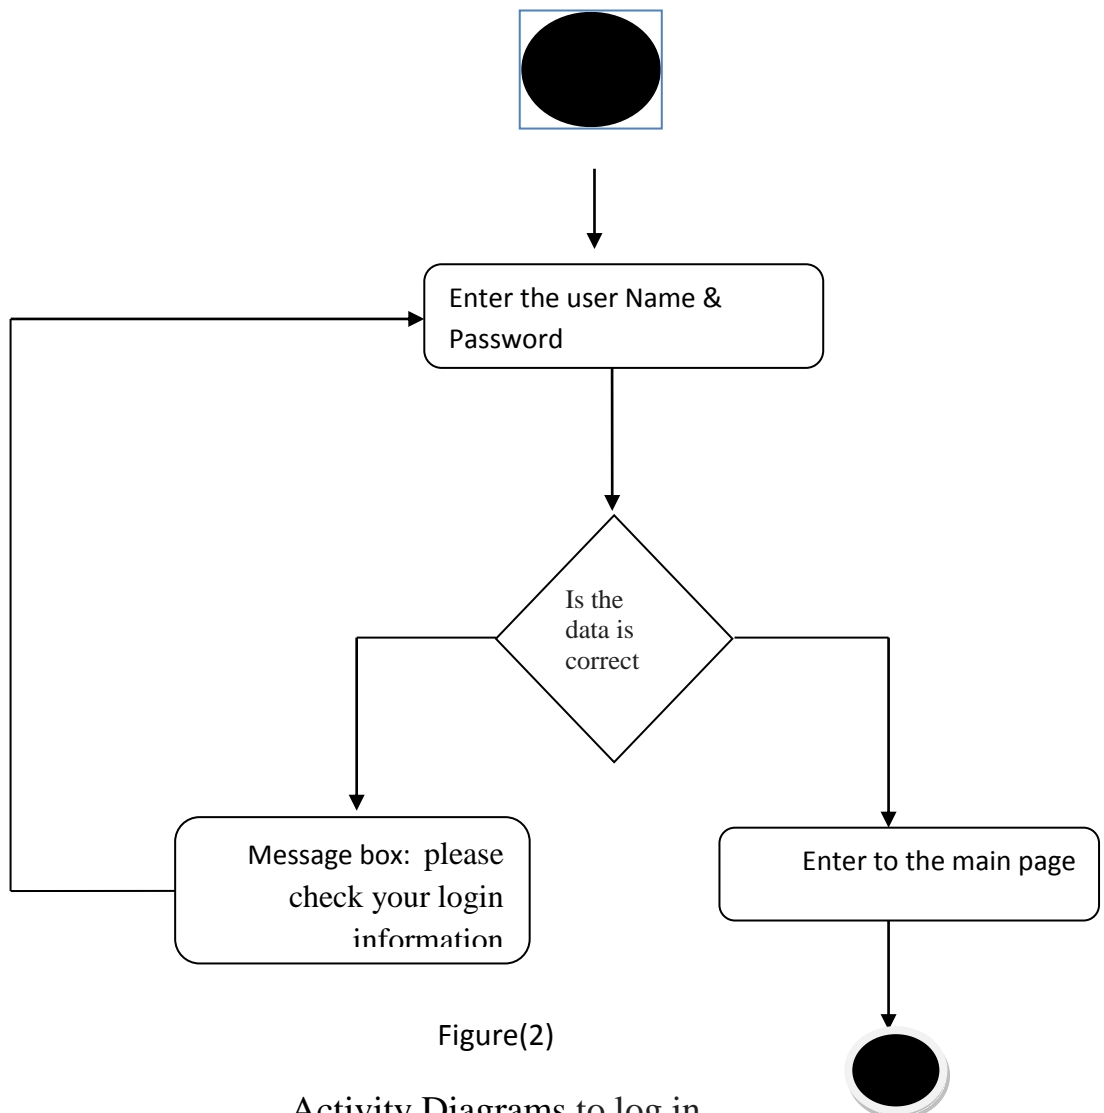 Enter the user Name &
Password
Is the
data is
correct
Message box: please
check your login
information
Enter to the main page
Figure(2)
Activity Diagrams to log in